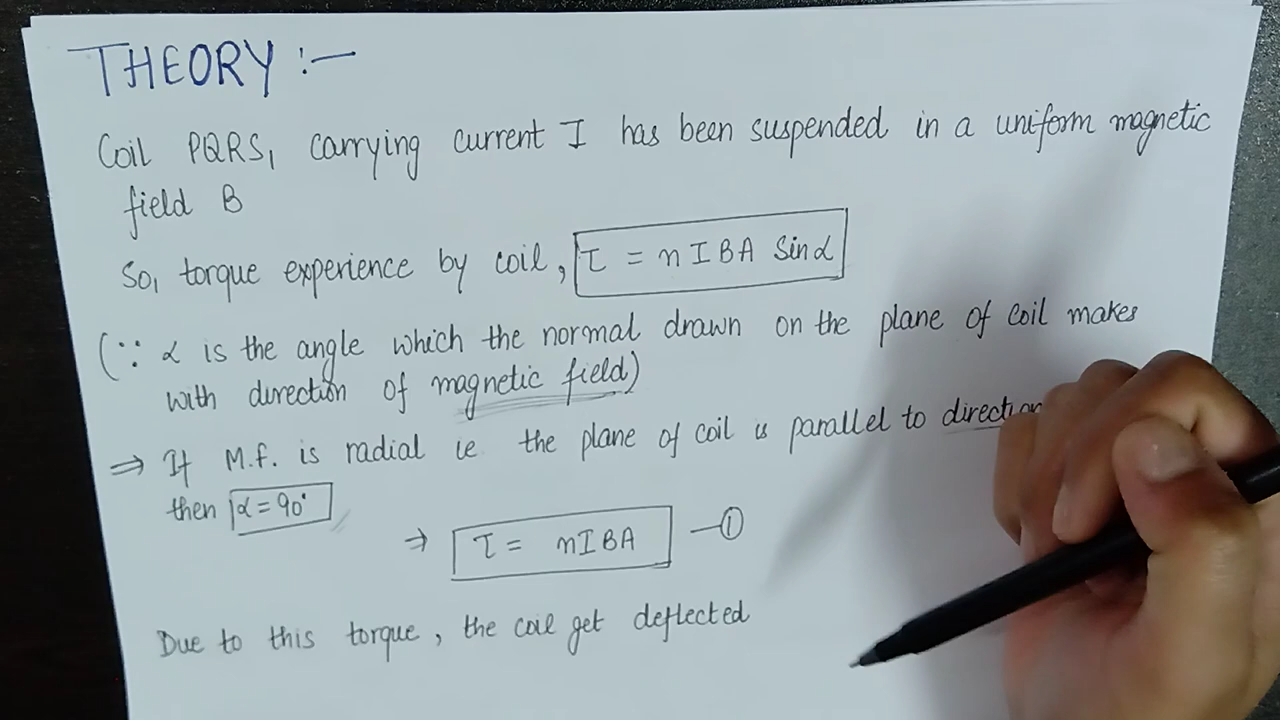 THEORY :-
Coil PQRS, carrying current I has been suspended in a uniform magnetic
field B
So, torque experience by coil, τ = nIBA Sinα
(∵ α is the angle which the normal drawn on the plane of coil makes
with direction of magnetic field)
⇒ If M.f. is radial ie the plane of coil is parallel to direction
then α = 90°
→ τ = nIBA —①
Due to this torque, the coil get deflected